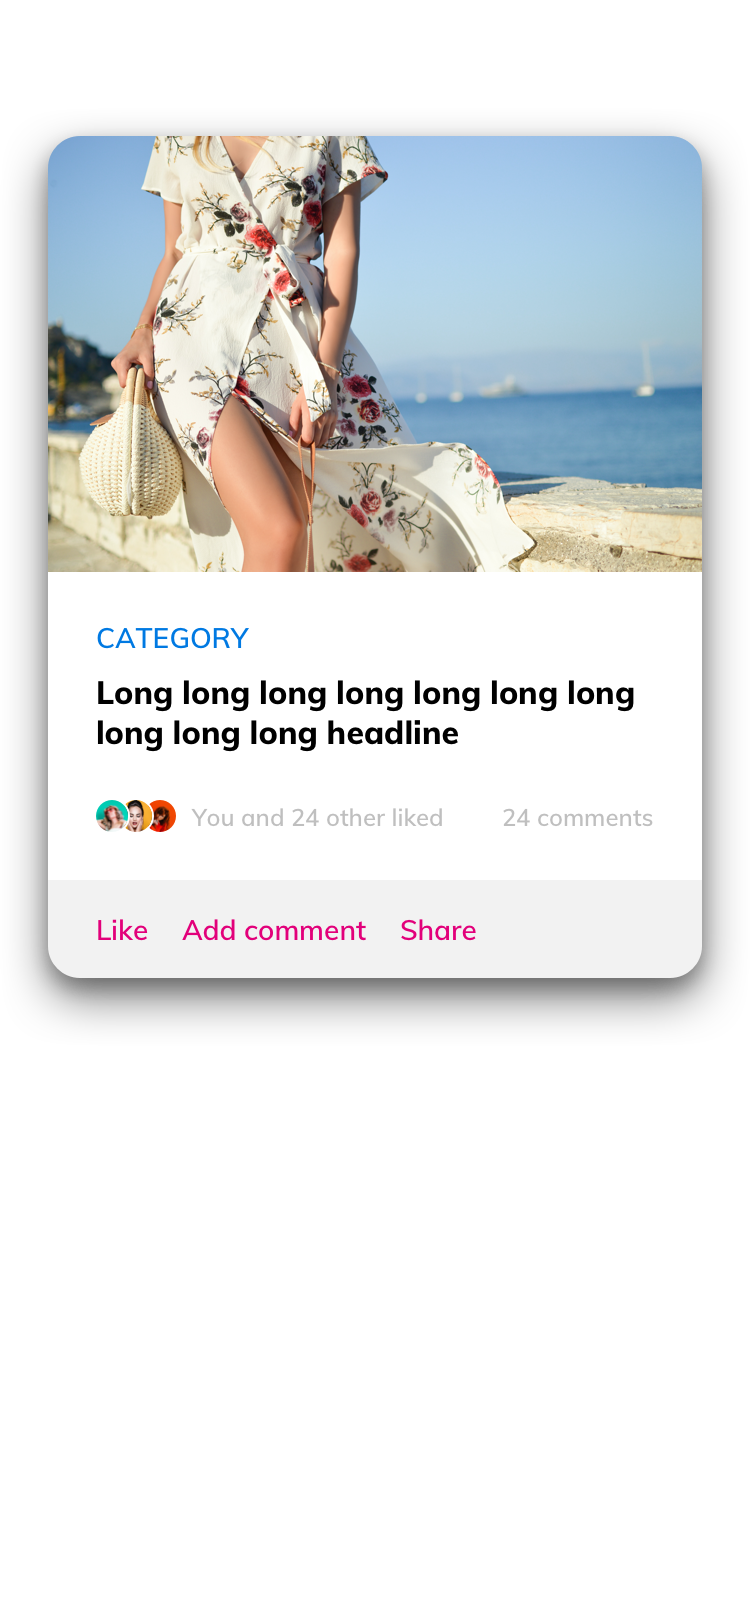 CATEGORY
Long long long long long long long
long long long headline
You and 24 other liked 24 comments
Like Add comment Share